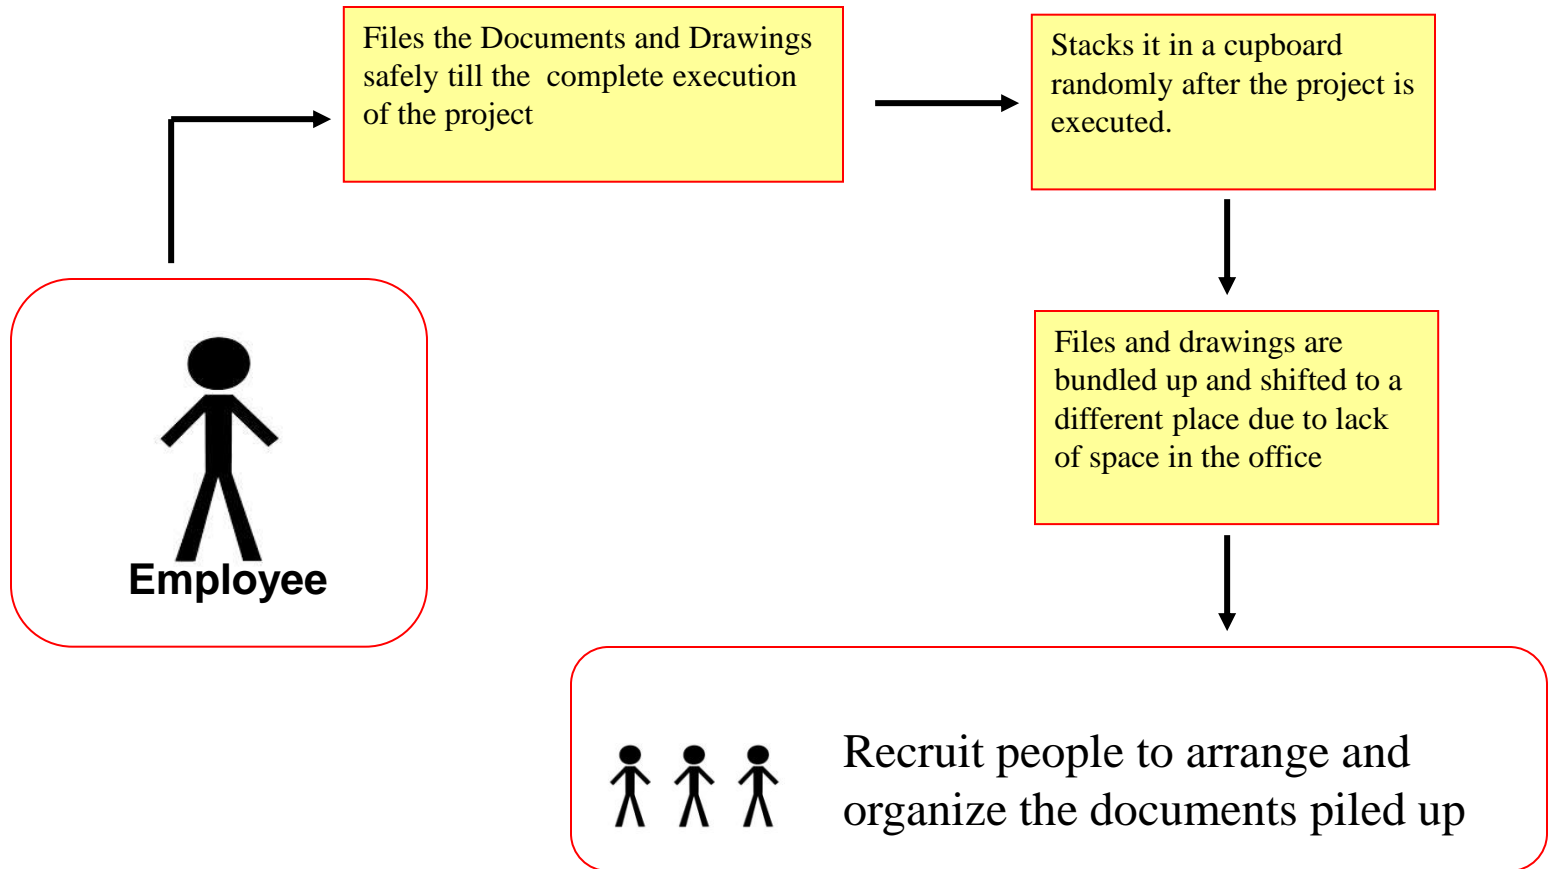 Files the Documents and Drawings
safely till the  complete execution
of the project
Stacks it in a cupboard
randomly after the project is
executed.
Files and drawings are
bundled up and shifted to a
different place due to lack
of space in the office
Employee
Recruit people to arrange and
organize the documents piled up